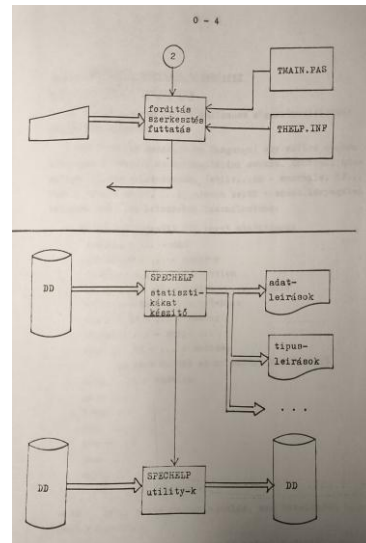 0 - 4
2
TMAIN.PAS
fordítás
szerkesztés
futtatás
THELP.INF
DD
SPECHELP
statiszti-
kákat
készítő
adat-
leírások
tipus-
leírások
. . .
DD
SPECHELP
utility-k
DD